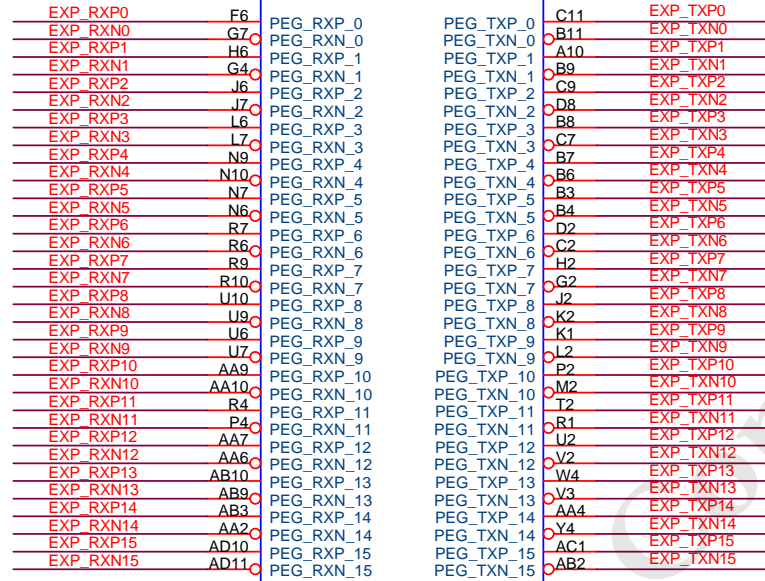 EXP_RXP0 F6 PEG_RXP_0 PEG_TXP_0 C11 EXP_TXP0
EXP_RXN0 G7 PEG_RXN_0 PEG_TXN_0 B11 EXP_TXN0
EXP_RXP1 H6 PEG_RXP_1 PEG_TXP_1 A10 EXP_TXP1
EXP_RXN1 G4 PEG_RXN_1 PEG_TXN_1 B9 EXP_TXN1
EXP_RXP2 J6 PEG_RXP_2 PEG_TXP_2 C9 EXP_TXP2
EXP_RXN2 J7 PEG_RXN_2 PEG_TXN_2 D8 EXP_TXN2
EXP_RXP3 L6 PEG_RXP_3 PEG_TXP_3 B8 EXP_TXP3
EXP_RXN3 L7 PEG_RXN_3 PEG_TXN_3 C7 EXP_TXN3
EXP_RXP4 N9 PEG_RXP_4 PEG_TXP_4 B7 EXP_TXP4
EXP_RXN4 N10 PEG_RXN_4 PEG_TXN_4 B6 EXP_TXN4
EXP_RXP5 N7 PEG_RXP_5 PEG_TXP_5 B3 EXP_TXP5
EXP_RXN5 N6 PEG_RXN_5 PEG_TXN_5 B4 EXP_TXN5
EXP_RXP6 R7 PEG_RXP_6 PEG_TXP_6 D2 EXP_TXP6
EXP_RXN6 R6 PEG_RXN_6 PEG_TXN_6 C2 EXP_TXN6
EXP_RXP7 R9 PEG_RXP_7 PEG_TXP_7 H2 EXP_TXP7
EXP_RXN7 R10 PEG_RXN_7 PEG_TXN_7 G2 EXP_TXN7
EXP_RXP8 U10 PEG_RXP_8 PEG_TXP_8 J2 EXP_TXP8
EXP_RXN8 U9 PEG_RXN_8 PEG_TXN_8 K2 EXP_TXN8
EXP_RXP9 U6 PEG_RXP_9 PEG_TXP_9 K1 EXP_TXP9
EXP_RXN9 U7 PEG_RXN_9 PEG_TXN_9 L2 EXP_TXN9
EXP_RXP10 AA9 PEG_RXP_10 PEG_TXP_10 P2 EXP_TXP10
EXP_RXN10 AA10 PEG_RXN_10 PEG_TXN_10 M2 EXP_TXN10
EXP_RXP11 R4 PEG_RXP_11 PEG_TXP_11 T2 EXP_TXP11
EXP_RXN11 P4 PEG_RXN_11 PEG_TXN_11 R1 EXP_TXN11
EXP_RXP12 AA7 PEG_RXP_12 PEG_TXP_12 U2 EXP_TXP12
EXP_RXN12 AA6 PEG_RXN_12 PEG_TXN_12 V2 EXP_TXN12
EXP_RXP13 AB10 PEG_RXP_13 PEG_TXP_13 W4 EXP_TXP13
EXP_RXN13 AB9 PEG_RXN_13 PEG_TXN_13 V3 EXP_TXN13
EXP_RXP14 AB3 PEG_RXP_14 PEG_TXP_14 AA4 EXP_TXP14
EXP_RXN14 AA2 PEG_RXN_14 PEG_TXN_14 Y4 EXP_TXN14
EXP_RXP15 AD10 PEG_RXP_15 PEG_TXP_15 AC1 EXP_TXP15
EXP_RXN15 AD11 PEG_RXN_15 PEG_TXN_15 AB2 EXP_TXN15